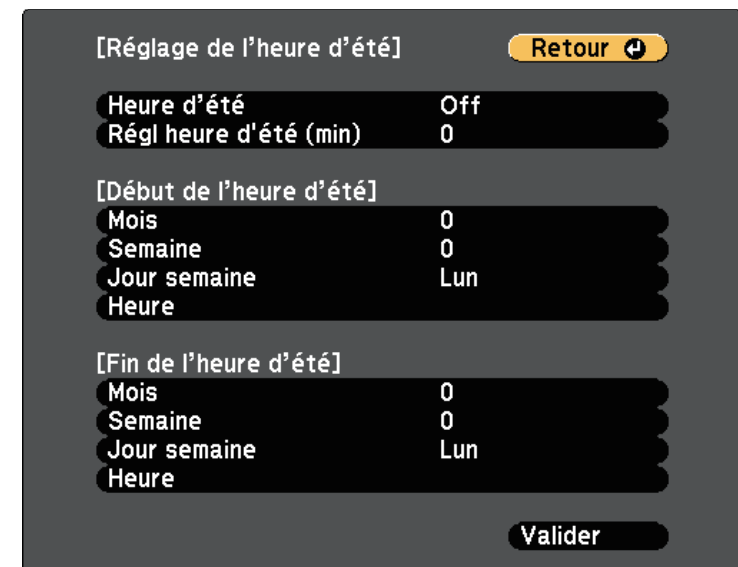 [Réglage de l’heure d’été] Retour
Heure d’été Off
Régl heure d'été (min) 0
[Début de l’heure d’été]
Mois 0
Semaine 0
Jour semaine Lun
Heure
[Fin de l’heure d’été]
Mois 0
Semaine 0
Jour semaine Lun
Heure
Valider